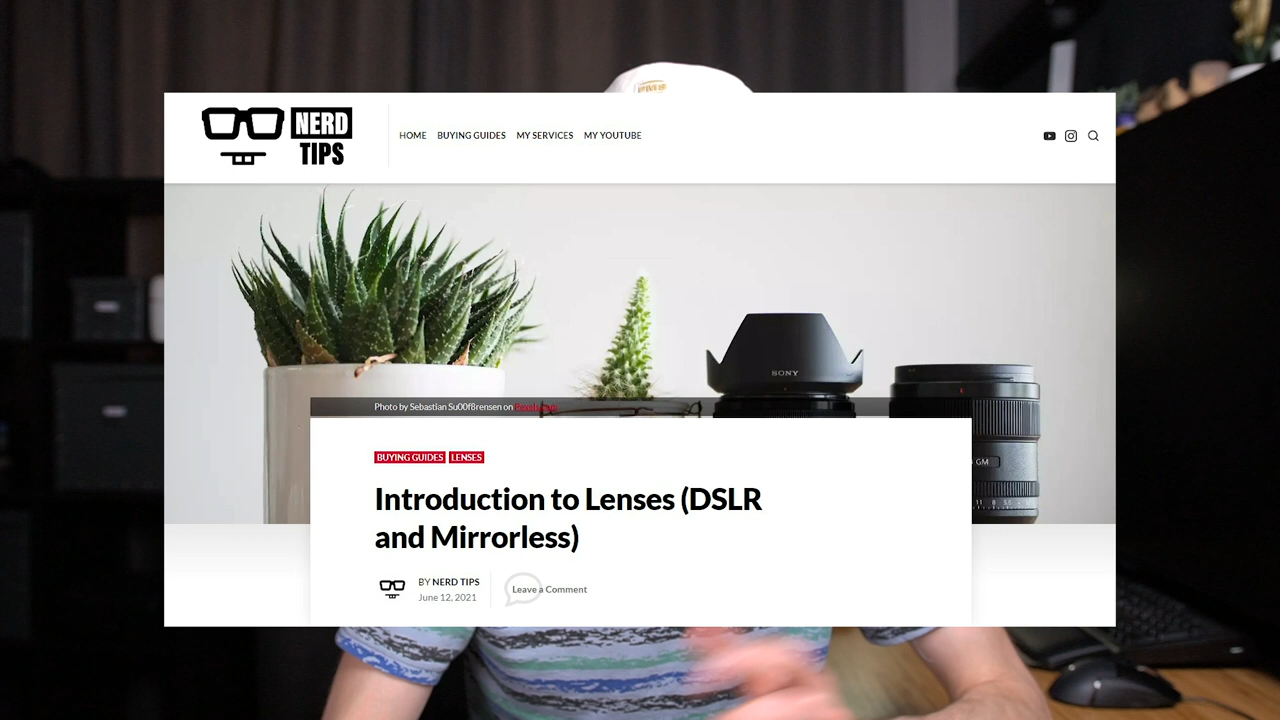 NERD
TIPS
HOME BUYING GUIDES MY SERVICES MY YOUTUBE
SONY
GM
Photo by Sebastian Su00f8rensen on
BUYING GUIDES LENSES
Introduction to Lenses (DSLR
and Mirrorless)
BY NERD TIPS
June 12, 2021
Leave a Comment